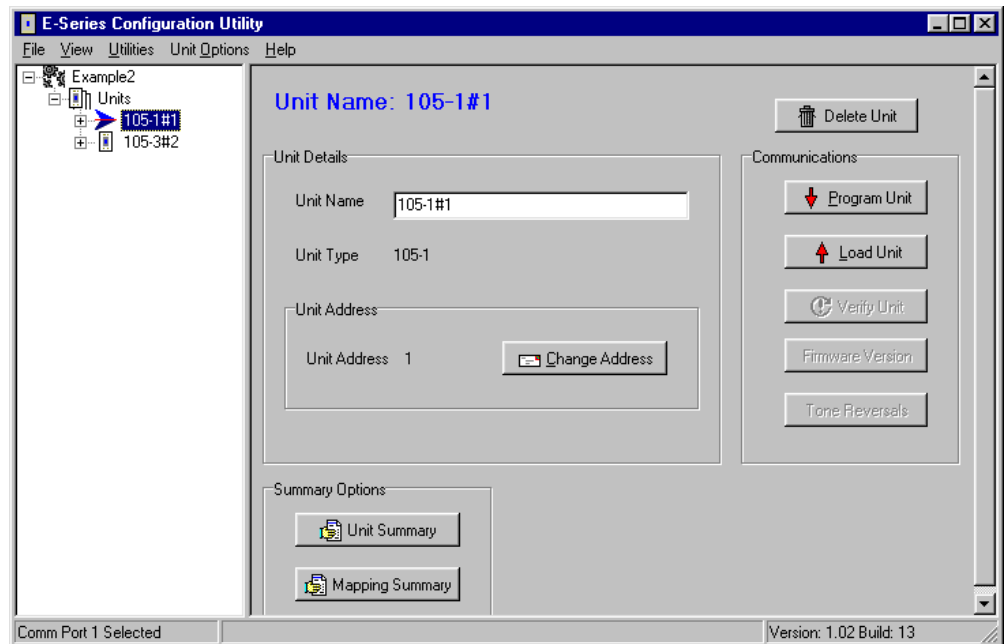 E-Series Configuration Utility
File View Utilities Unit Options Help
Example2
Units
105-1#1
105-3#2
Unit Name: 105-1#1
Delete Unit
Unit Details
Unit Name 105-1#1
Unit Type 105-1
Unit Address
Unit Address 1 Change Address
Communications
Program Unit
Load Unit
Verify Unit
Firmware Version
Tone Reversals
Summary Options
Unit Summary
Mapping Summary
Comm Port 1 Selected
Version: 1.02 Build: 13